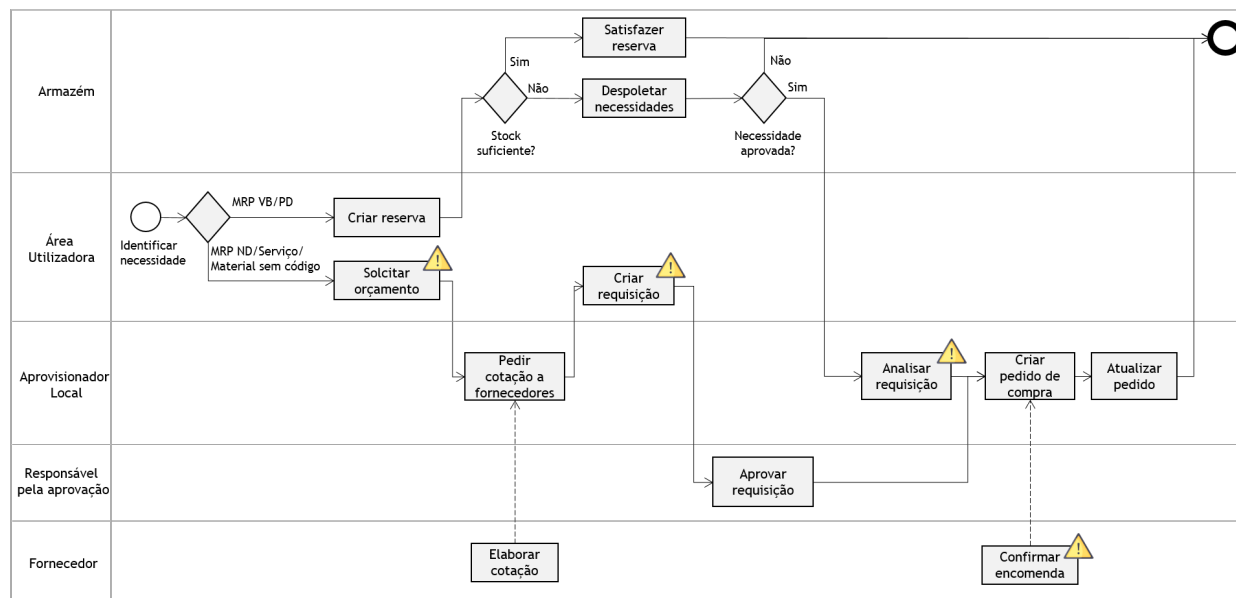 Armazém
Satisfazer
reserva
Sim
Não
Stock
suficiente?
Despoletar
necessidades
Não
Sim
Necessidade
aprovada?
Área
Utilizadora
Identificar
necessidade
MRP VB/PD
Criar reserva
MRP ND/Serviço/
Material sem código
Solcitar
orçamento
!
Criar
requisição
!
Aprovisionador
Local
Pedir
cotação a
fornecedores
Analisar
requisição
!
Criar
pedido de
compra
Atualizar
pedido
Responsável
pela aprovação
Aprovar
requisição
Fornecedor
Elaborar
cotação
Confirmar
encomenda
!